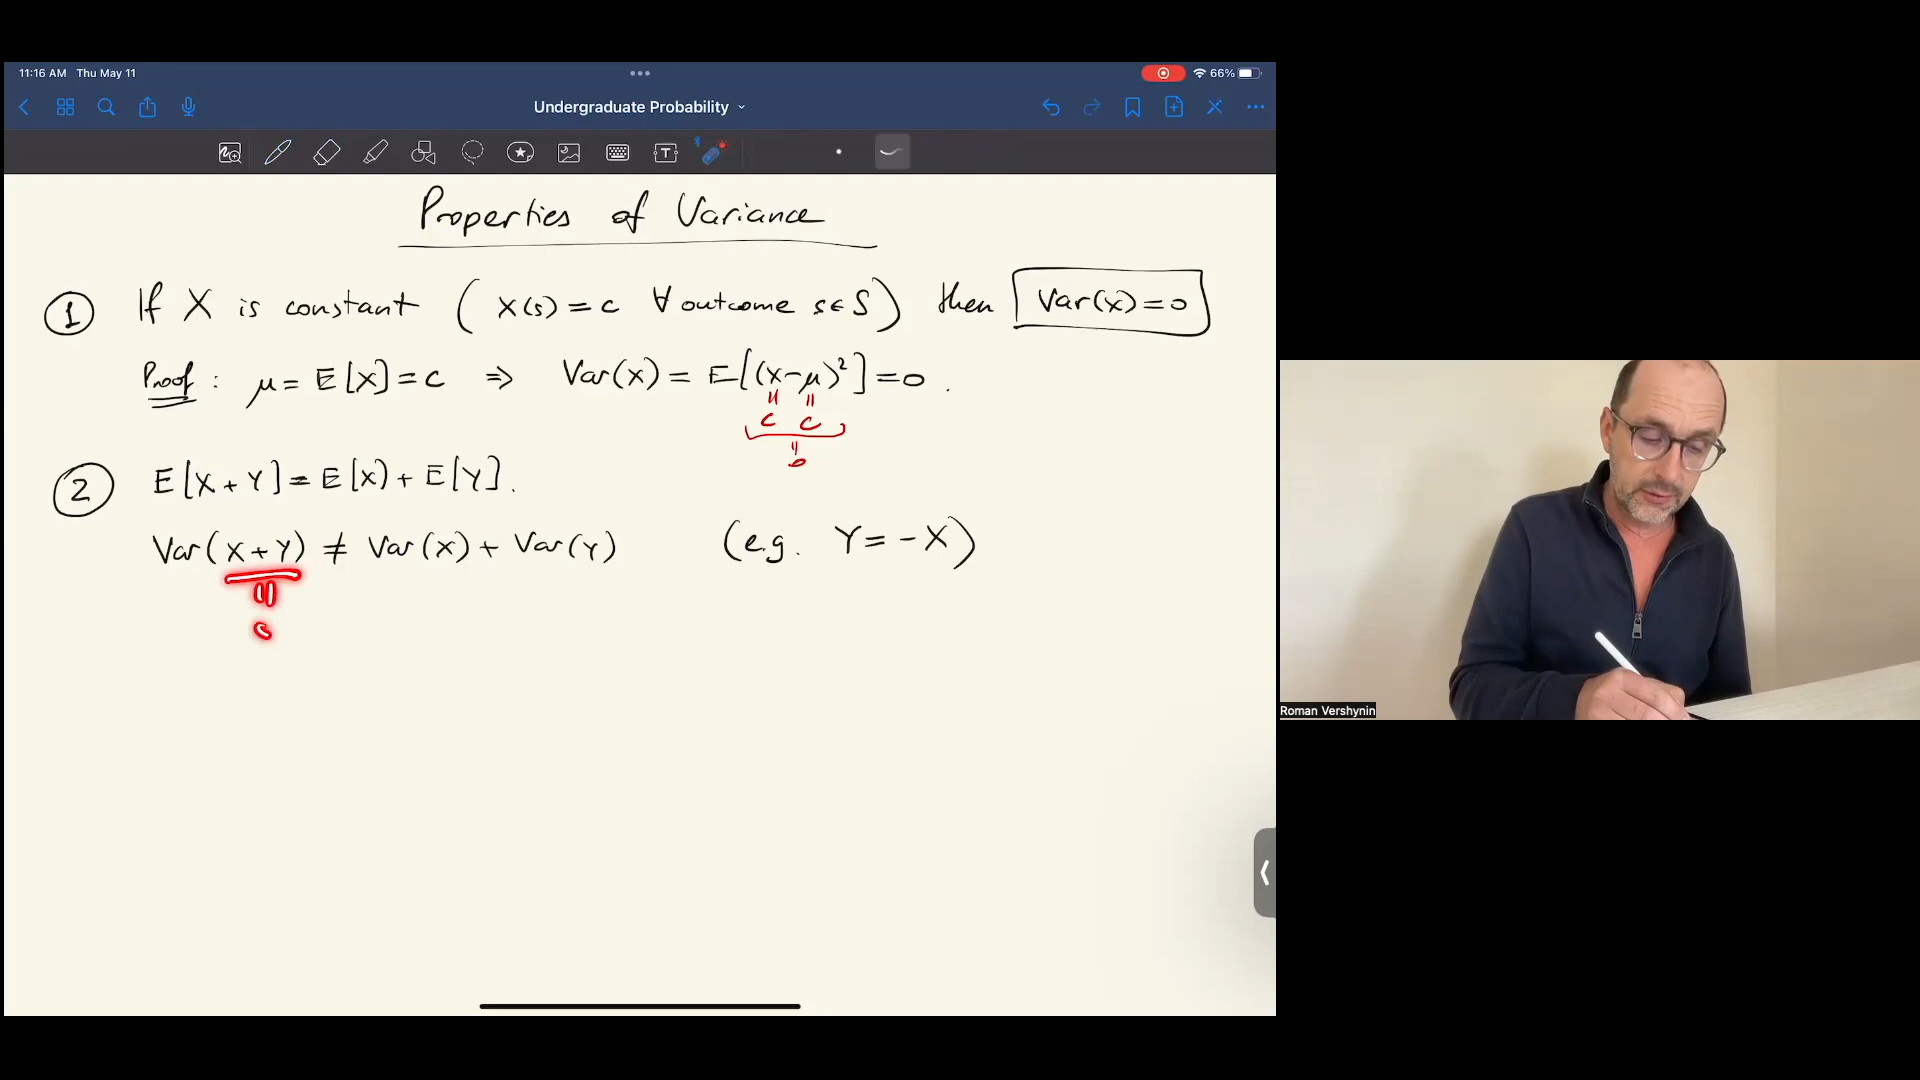 11:16 AM Thu May 11
66%
Undergraduate Probability
Properties of Variance
① If X is constant ( X(s) = c ∀ outcome s∈S ) then Var(X) = 0
Proof : μ = E[X] = c ⇒ Var(X) = E[(X-μ)²] = 0 .
" "
c c
"
0
② E[X+Y] = E[X] + E[Y] .
Var(X+Y) ≠ Var(X) + Var(Y) (e.g. Y = -X)
"
Roman Vershynin